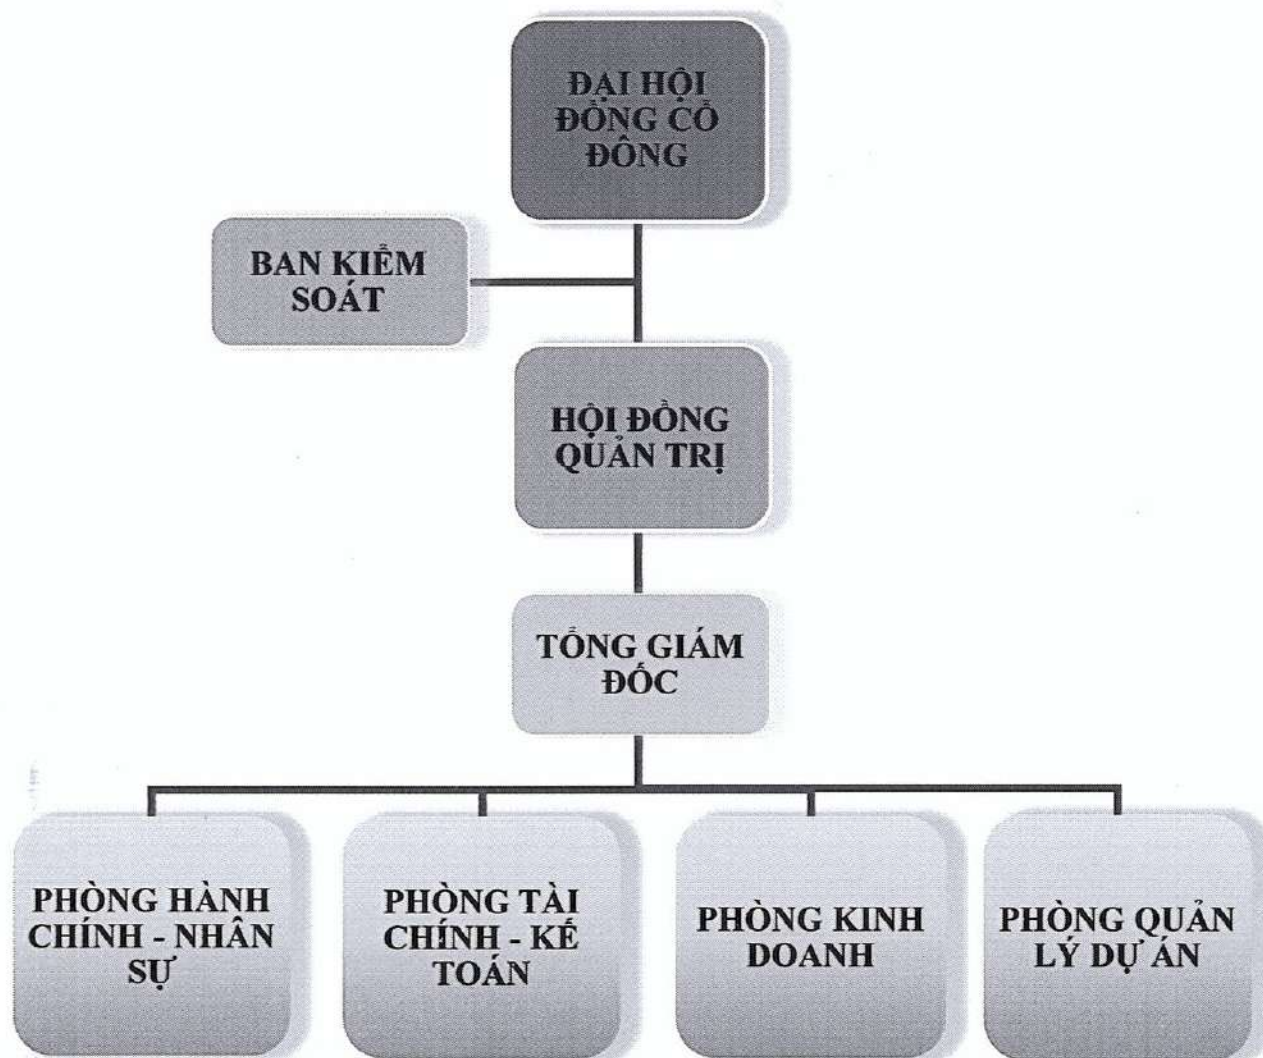 ĐẠI HỘI
ĐỒNG CỔ
ĐÔNG
BAN KIỂM
SOÁT
HỘI ĐỒNG
QUẢN TRỊ
TỔNG GIÁM
ĐỐC
PHÒNG HÀNH
CHÍNH - NHÂN
SỰ
PHÒNG TÀI
CHÍNH - KẾ
TOÁN
PHÒNG KINH
DOANH
PHÒNG QUẢN
LÝ DỰ ÁN